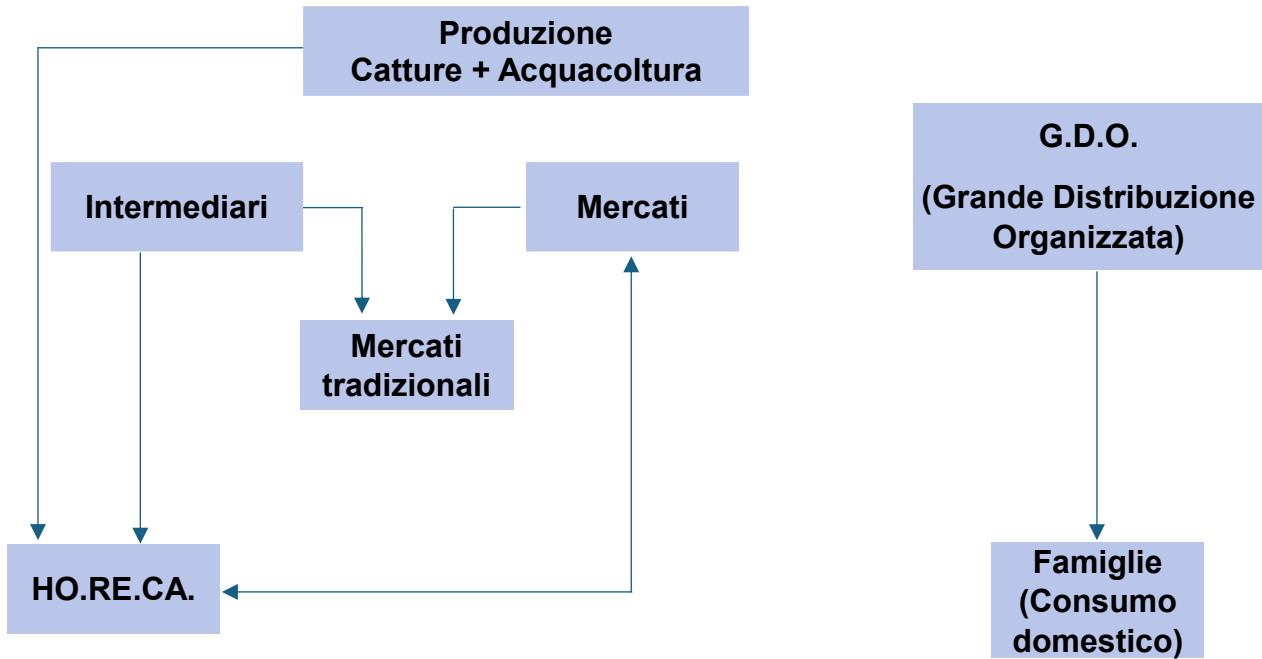 Produzione
Catture + Acquacoltura
G.D.O.
(Grande Distribuzione
Organizzata)
Intermediari
Mercati
Mercati
tradizionali
HO.RE.CA.
Famiglie
(Consumo
domestico)